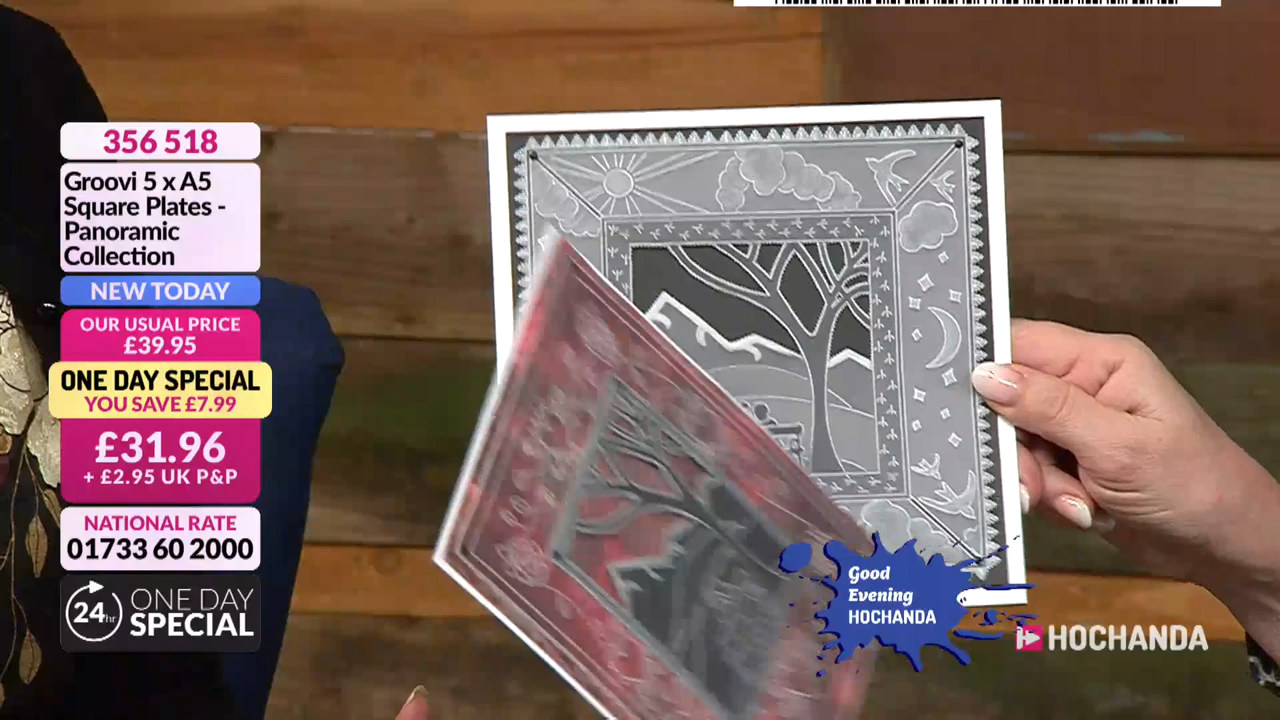 356 518
Groovi 5 x A5
Square Plates -
Panoramic
Collection
NEW TODAY
OUR USUAL PRICE
£39.95
ONE DAY SPECIAL
YOU SAVE £7.99
£31.96
+ £2.95 UK P&P
NATIONAL RATE
01733 60 2000
24hr
ONE DAY
SPECIAL
Good
Evening
HOCHANDA
HOCHANDA